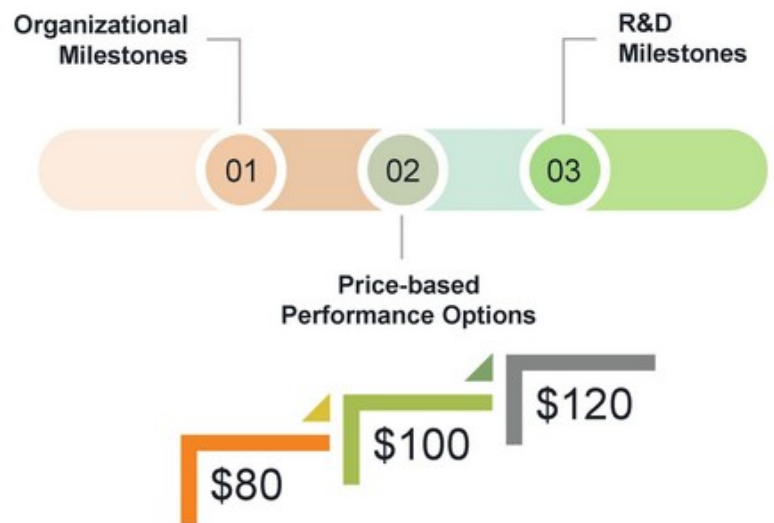 Organizational
Milestones
R&D
Milestones
01
02
03
Price-based
Performance Options
$80
$100
$120